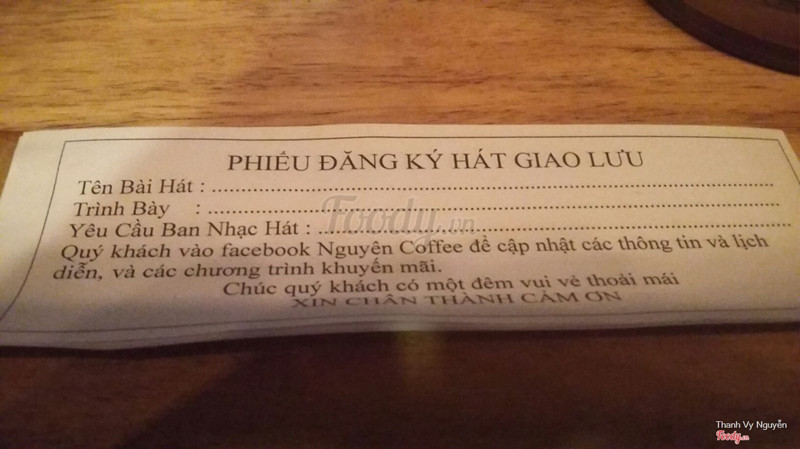 PHIẾU ĐĂNG KÝ HÁT GIAO LƯU
Tên Bài Hát : ........................................................................
Trình Bày : ........................................................................
Yêu Cầu Ban Nhạc Hát : ............................................................
Quý khách vào facebook Nguyên Coffee để cập nhật các thông tin và lịch
diễn, và các chương trình khuyến mãi.
Chúc quý khách có một đêm vui vẻ thoải mái
XIN CHÂN THÀNH CẢM ƠN
Foody.vn
Thanh Vy Nguyễn
Foody.vn